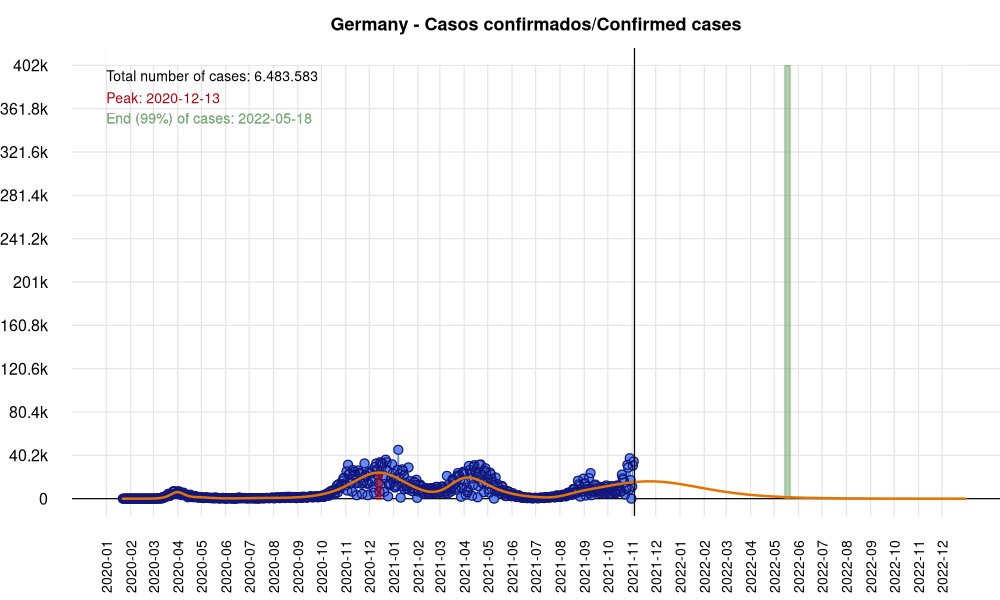 Germany - Casos confirmados/Confirmed cases
Total number of cases: 6.483.583
Peak: 2020-12-13
End (99%) of cases: 2022-05-18
402k
361.8k
321.6k
281.4k
241.2k
201k
160.8k
120.6k
80.4k
40.2k
0
2020-01
2020-02
2020-03
2020-04
2020-05
2020-06
2020-07
2020-08
2020-09
2020-10
2020-11
2020-12
2021-01
2021-02
2021-03
2021-04
2021-05
2021-06
2021-07
2021-08
2021-09
2021-10
2021-11
2021-12
2022-01
2022-02
2022-03
2022-04
2022-05
2022-06
2022-07
2022-08
2022-09
2022-10
2022-11
2022-12